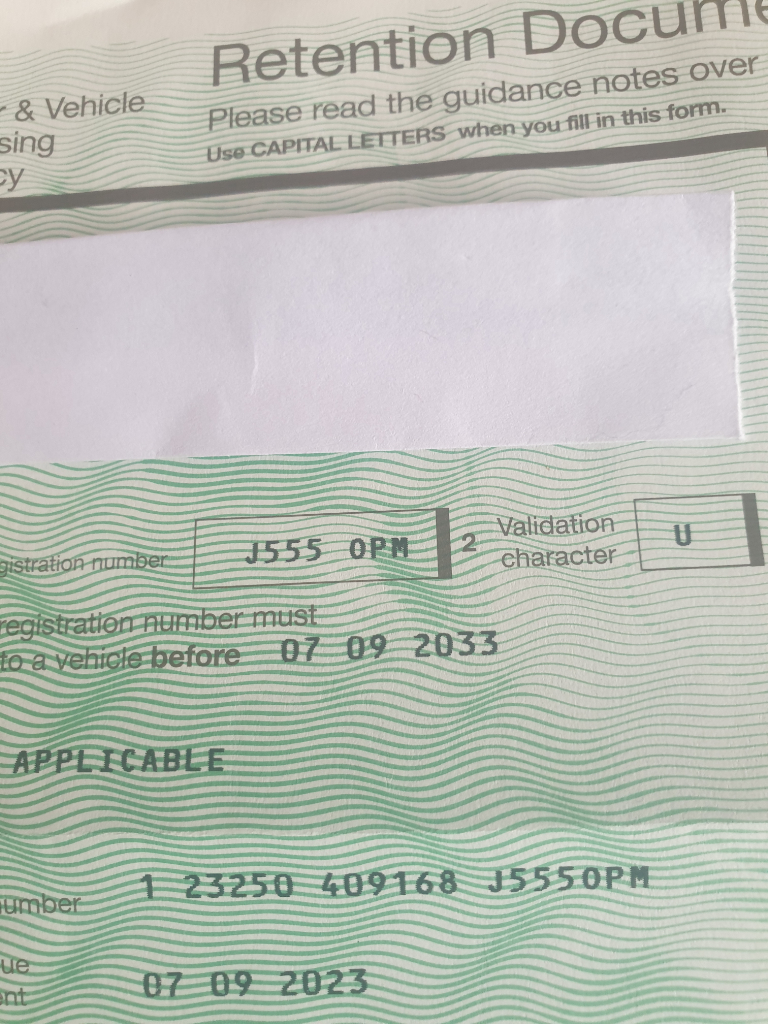 Retention Docume
r & Vehicle
sing
cy
Please read the guidance notes over
Use CAPITAL LETTERS when you fill in this form.
gistration number J555 OPM 2 Validation character U
registration number must
to a vehicle before 07 09 2033
APPLICABLE
umber 1 23250 409168 J555OPM
ue
nt 07 09 2023